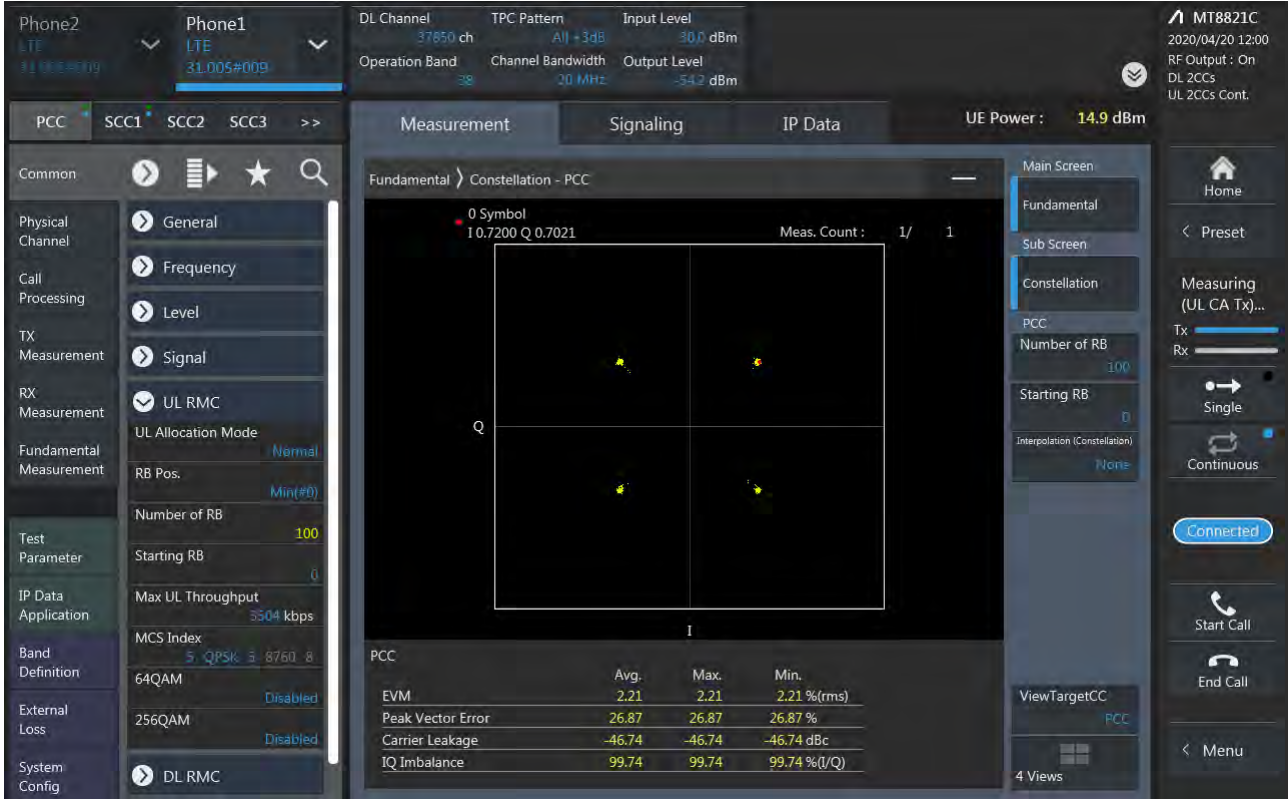 Phone2
LTE
Phone1
LTE
31.005#009
DL Channel
37850 ch
TPC Pattern
All +3dB
Input Level
30.0 dBm
Operation Band
38
Channel Bandwidth
20 MHz
Output Level
-54.2 dBm
MT8821C
2020/04/20 12:00
RF Output : On
DL 2CCs
UL 2CCs Cont.
PCC SCC1 SCC2 SCC3 >>
Measurement Signaling IP Data
UE Power : 14.9 dBm
Common
Physical
Channel
Call
Processing
TX
Measurement
RX
Measurement
Fundamental
Measurement
Test
Parameter
IP Data
Application
Band
Definition
External
Loss
System
Config
General
Frequency
Level
Signal
UL RMC
UL Allocation Mode
Normal
RB Pos.
Min(#0)
Number of RB
100
Starting RB
0
Max UL Throughput
kbps
MCS Index
5 QPSK 5 8760 8
64QAM
Disabled
256QAM
Disabled
DL RMC
Fundamental > Constellation - PCC
0 Symbol
I 0.7200 Q 0.7021
Meas. Count : 1/ 1
Q
I
PCC
Avg. Max. Min.
EVM 2.21 2.21 2.21 %(rms)
Peak Vector Error 26.87 26.87 26.87 %
Carrier Leakage -46.74 -46.74 -46.74 dBc
IQ Imbalance 99.74 99.74 99.74 %(I/Q)
Main Screen
Fundamental
Sub Screen
Constellation
PCC
Number of RB
100
Starting RB
0
Interpolation (Constellation)
None
ViewTargetCC
PCC
4 Views
Home
< Preset
Measuring
(UL CA Tx)...
Tx
Rx
Single
Continuous
Connected
Start Call
End Call
< Menu